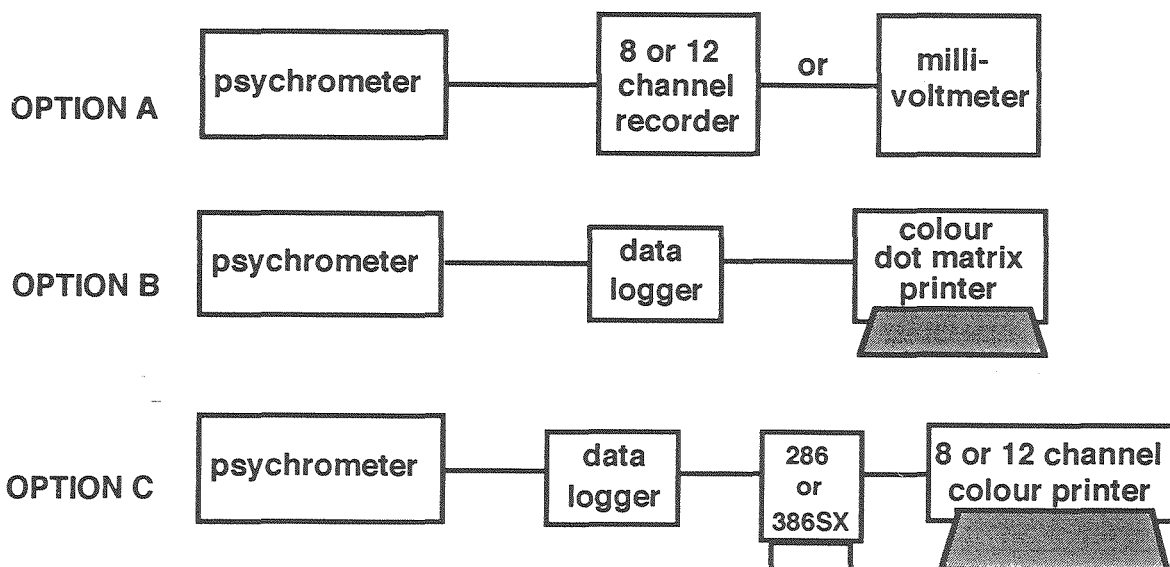 OPTION A
psychrometer
8 or 12
channel
recorder
or
milli-
voltmeter
OPTION B
psychrometer
data
logger
colour
dot matrix
printer
OPTION C
psychrometer
data
logger
286
or
386SX
8 or 12 channel
colour printer